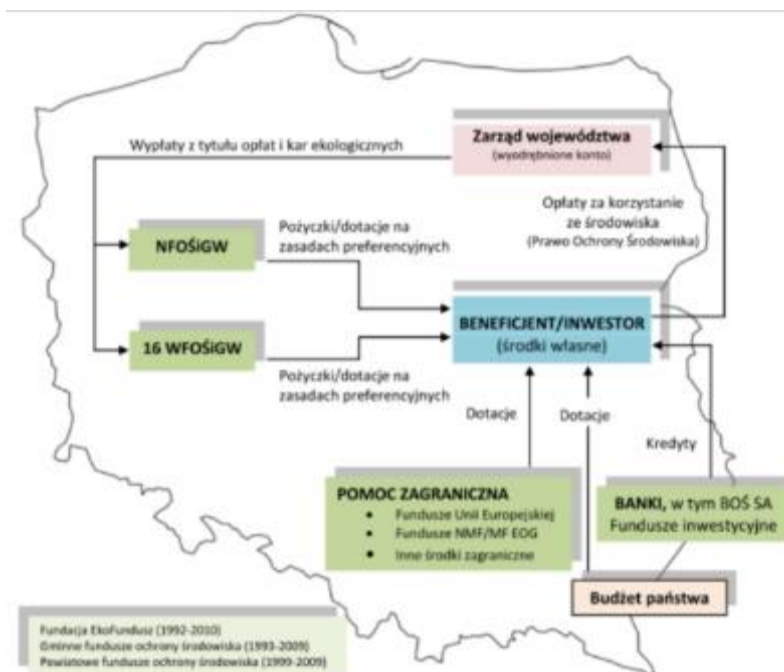 Zarząd województwa
(wyodrębnione konto)
Wypłaty z tytułu opłat i kar ekologicznych
Opłaty za korzystanie
ze środowiska
(Prawo Ochrony Środowiska)
NFOŚiGW
Pożyczki/dotacje na
zasadach preferencyjnych
BENEFICJENT/INWESTOR
(środki własne)
16 WFOŚiGW
Pożyczki/dotacje na
zasadach preferencyjnych
Dotacje
Dotacje
Kredyty
POMOC ZAGRANICZNA
• Fundusze Unii Europejskiej
• Fundusze NMF/MF EOG
• Inne środki zagraniczne
BANKI, w tym BOŚ SA
Fundusze inwestycyjne
Budżet państwa
Fundacja EkoFundusz (1992-2010)
Gminne fundusze ochrony środowiska (1993-2009)
Powiatowe fundusze ochrony środowiska (1999-2009)